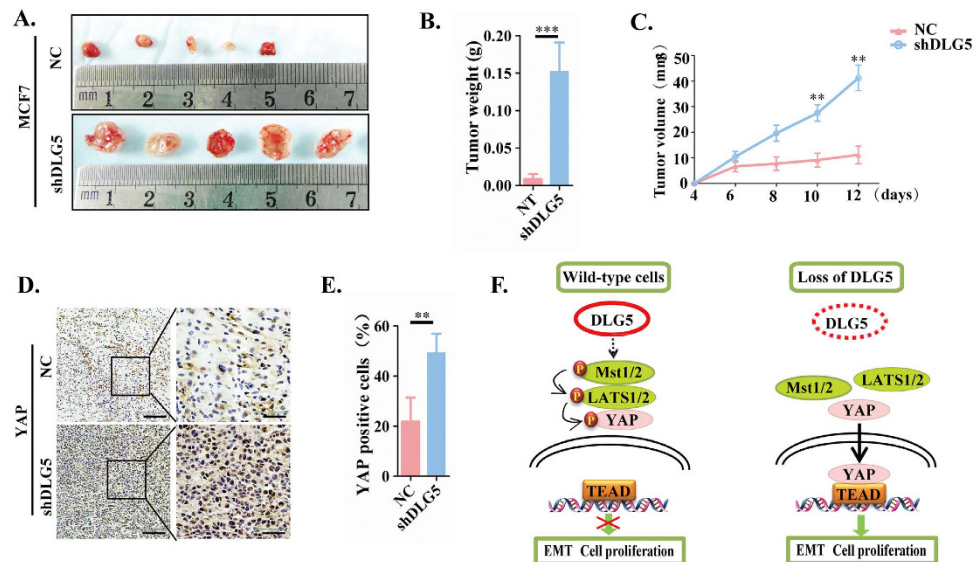 A.
MCF7
NC
mm 1 2 3 4 5 6 7
shDLG5
mm 1 2 3 4 5 6 7
B.
Tumor weight (g)
***
0.20
0.15
0.10
0.05
0.00
NT
shDLG5
C.
NC
shDLG5
Tumor volume (mm3)
50
40
30
20
10
0
**
**
4 6 8 10 12 (days)
D.
YAP
NC
shDLG5
E.
YAP positive cells (%)
**
60
40
20
0
NC
shDLG5
F.
Wild-type cells
DLG5
P Mst1/2
P LATS1/2
P YAP
TEAD
EMT Cell proliferation
Loss of DLG5
DLG5
Mst1/2
LATS1/2
YAP
YAP
TEAD
EMT Cell proliferation